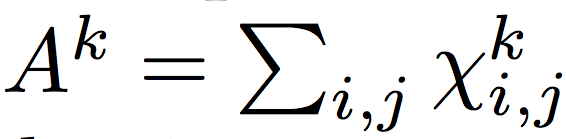 $A^k = \sum_{i,j} \chi_{i,j}^k$